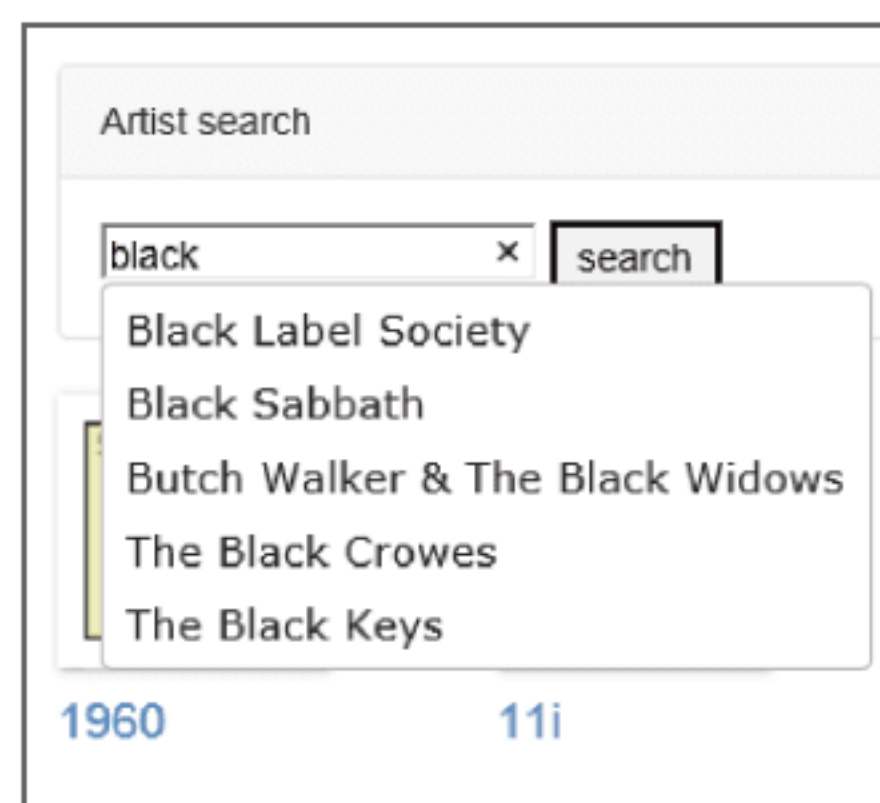 Artist search
black × search
Black Label Society
Black Sabbath
Butch Walker & The Black Widows
The Black Crowes
The Black Keys
1960 11i